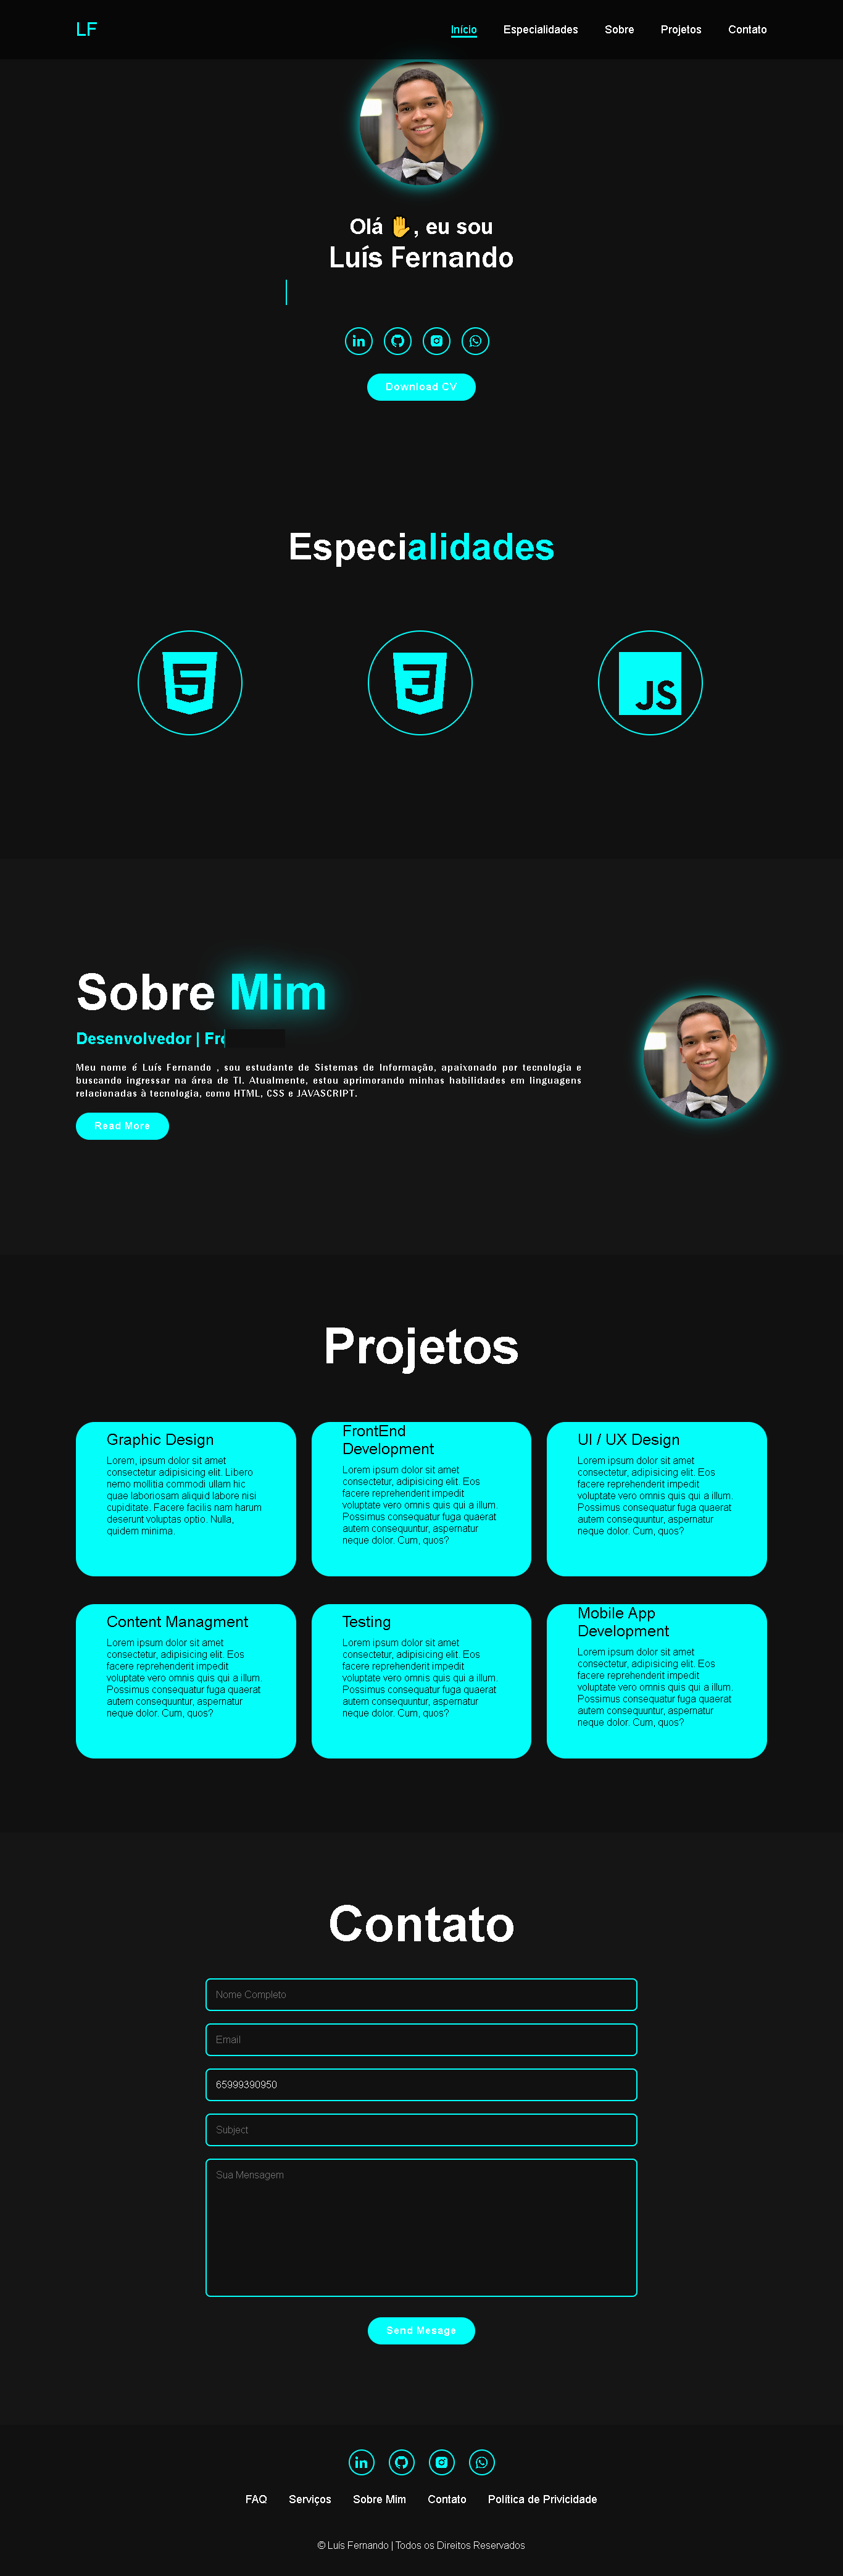 LF
Início Especialidades Sobre Projetos Contato
Olá ✋, eu sou
Luís Fernando
Download CV
Especialidades
JS
Sobre Mim
Desenvolvedor | Fro
Meu nome é Luís Fernando , sou estudante de Sistemas de Informação, apaixonado por tecnologia e
buscando ingressar na área de TI. Atualmente, estou aprimorando minhas habilidades em linguagens
relacionadas à tecnologia, como HTML, CSS e JAVASCRIPT.
Read More
Projetos
Graphic Design
Lorem, ipsum dolor sit amet
consectetur adipisicing elit. Libero
nemo mollitia commodi ullam hic
quae laboriosam aliquid labore nisi
cupiditate. Facere facilis nam harum
deserunt voluptas optio. Nulla,
quidem minima.
FrontEnd
Development
Lorem ipsum dolor sit amet
consectetur, adipisicing elit. Eos
facere reprehenderit impedit
voluptate vero omnis quis qui a illum.
Possimus consequatur fuga quaerat
autem consequuntur, aspernatur
neque dolor. Cum, quos?
UI / UX Design
Lorem ipsum dolor sit amet
consectetur, adipisicing elit. Eos
facere reprehenderit impedit
voluptate vero omnis quis qui a illum.
Possimus consequatur fuga quaerat
autem consequuntur, aspernatur
neque dolor. Cum, quos?
Content Managment
Lorem ipsum dolor sit amet
consectetur, adipisicing elit. Eos
facere reprehenderit impedit
voluptate vero omnis quis qui a illum.
Possimus consequatur fuga quaerat
autem consequuntur, aspernatur
neque dolor. Cum, quos?
Testing
Lorem ipsum dolor sit amet
consectetur, adipisicing elit. Eos
facere reprehenderit impedit
voluptate vero omnis quis qui a illum.
Possimus consequatur fuga quaerat
autem consequuntur, aspernatur
neque dolor. Cum, quos?
Mobile App
Development
Lorem ipsum dolor sit amet
consectetur, adipisicing elit. Eos
facere reprehenderit impedit
voluptate vero omnis quis qui a illum.
Possimus consequatur fuga quaerat
autem consequuntur, aspernatur
neque dolor. Cum, quos?
Contato
Nome Completo
Email
65999390950
Subject
Sua Mensagem
Send Mesage
FAQ Serviços Sobre Mim Contato Política de Privicidade
© Luís Fernando | Todos os Direitos Reservados